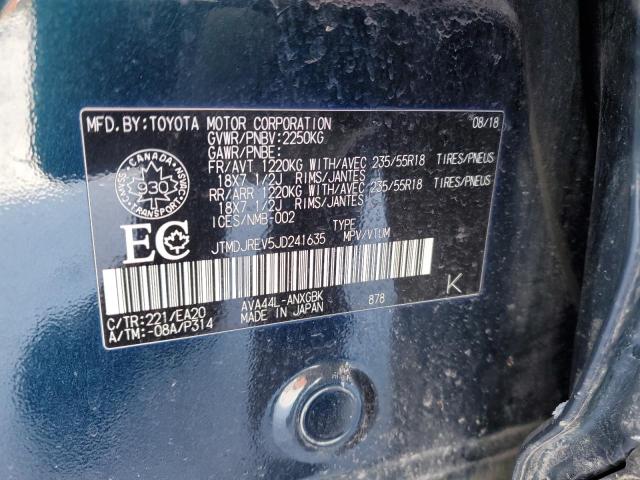 MFD. BY: TOYOTA MOTOR CORPORATION 08/18
GVWR/PNBV: 2250KG
GAWR/PNBE:
FR/AVT 1220KG WITH/AVEC 235/55R18 TIRES/PNEUS
18X7 1/2J RIMS/JANTES
RR/ARR 1220KG WITH/AVEC 235/55R18 TIRES/PNEUS
18X7 1/2J RIMS/JANTES
ICES/NMB-002
CANADA
930
TRANSPORT
EC
TYPE
JTMDJREV5JD241635 MPV/VTUM
K
C/TR: 221/EA20 AVA44L-ANXGBK 878
A/TM: -08A/P314 MADE IN JAPAN